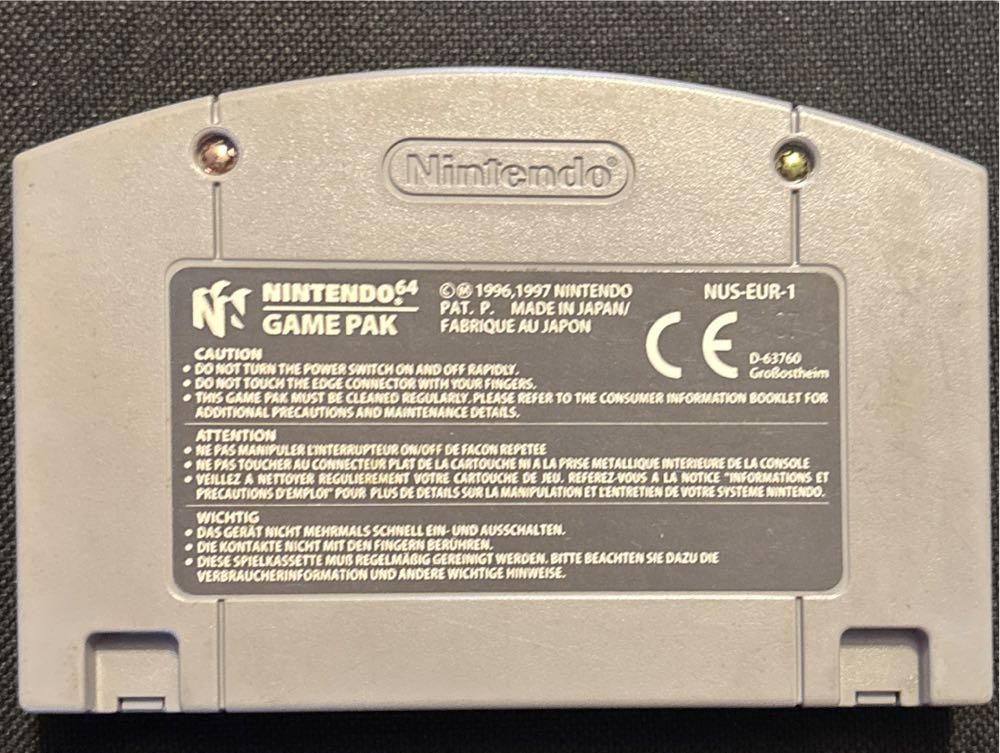 Nintendo®
NINTENDO64
GAME PAK
©Ⓜ1996,1997 NINTENDO
PAT. P. MADE IN JAPAN/
FABRIQUE AU JAPON
NUS-EUR-1
CE
D-63760
Großostheim
CAUTION
• DO NOT TURN THE POWER SWITCH ON AND OFF RAPIDLY.
• DO NOT TOUCH THE EDGE CONNECTOR WITH YOUR FINGERS.
• THIS GAME PAK MUST BE CLEANED REGULARLY. PLEASE REFER TO THE CONSUMER INFORMATION BOOKLET FOR
ADDITIONAL PRECAUTIONS AND MAINTENANCE DETAILS.
ATTENTION
• NE PAS MANIPULER L'INTERRUPTEUR ON/OFF DE FACON REPETEE
• NE PAS TOUCHER AU CONNECTEUR PLAT DE LA CARTOUCHE NI A LA PRISE METALLIQUE INTERIEURE DE LA CONSOLE
• VEILLEZ A NETTOYER REGULIEREMENT VOTRE CARTOUCHE DE JEU. REFEREZ-VOUS A LA NOTICE "INFORMATIONS ET
PRECAUTIONS D'EMPLOI" POUR PLUS DE DETAILS SUR LA MANIPULATION ET L'ENTRETIEN DE VOTRE SYSTEME NINTENDO.
WICHTIG
• DAS GERÄT NICHT MEHRMALS SCHNELL EIN- UND AUSSCHALTEN.
• DIE KONTAKTE NICHT MIT DEN FINGERN BERÜHREN.
• DIESE SPIELKASSETTE MUß REGELMÄßIG GEREINIGT WERDEN. BITTE BEACHTEN SIE DAZU DIE
VERBRAUCHERINFORMATION UND ANDERE WICHTIGE HINWEISE.